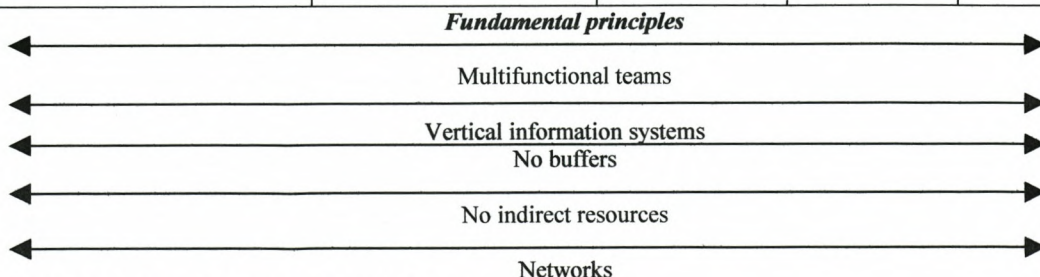 Fundamental principles
Multifunctional teams
Vertical information systems
No buffers
No indirect resources
Networks